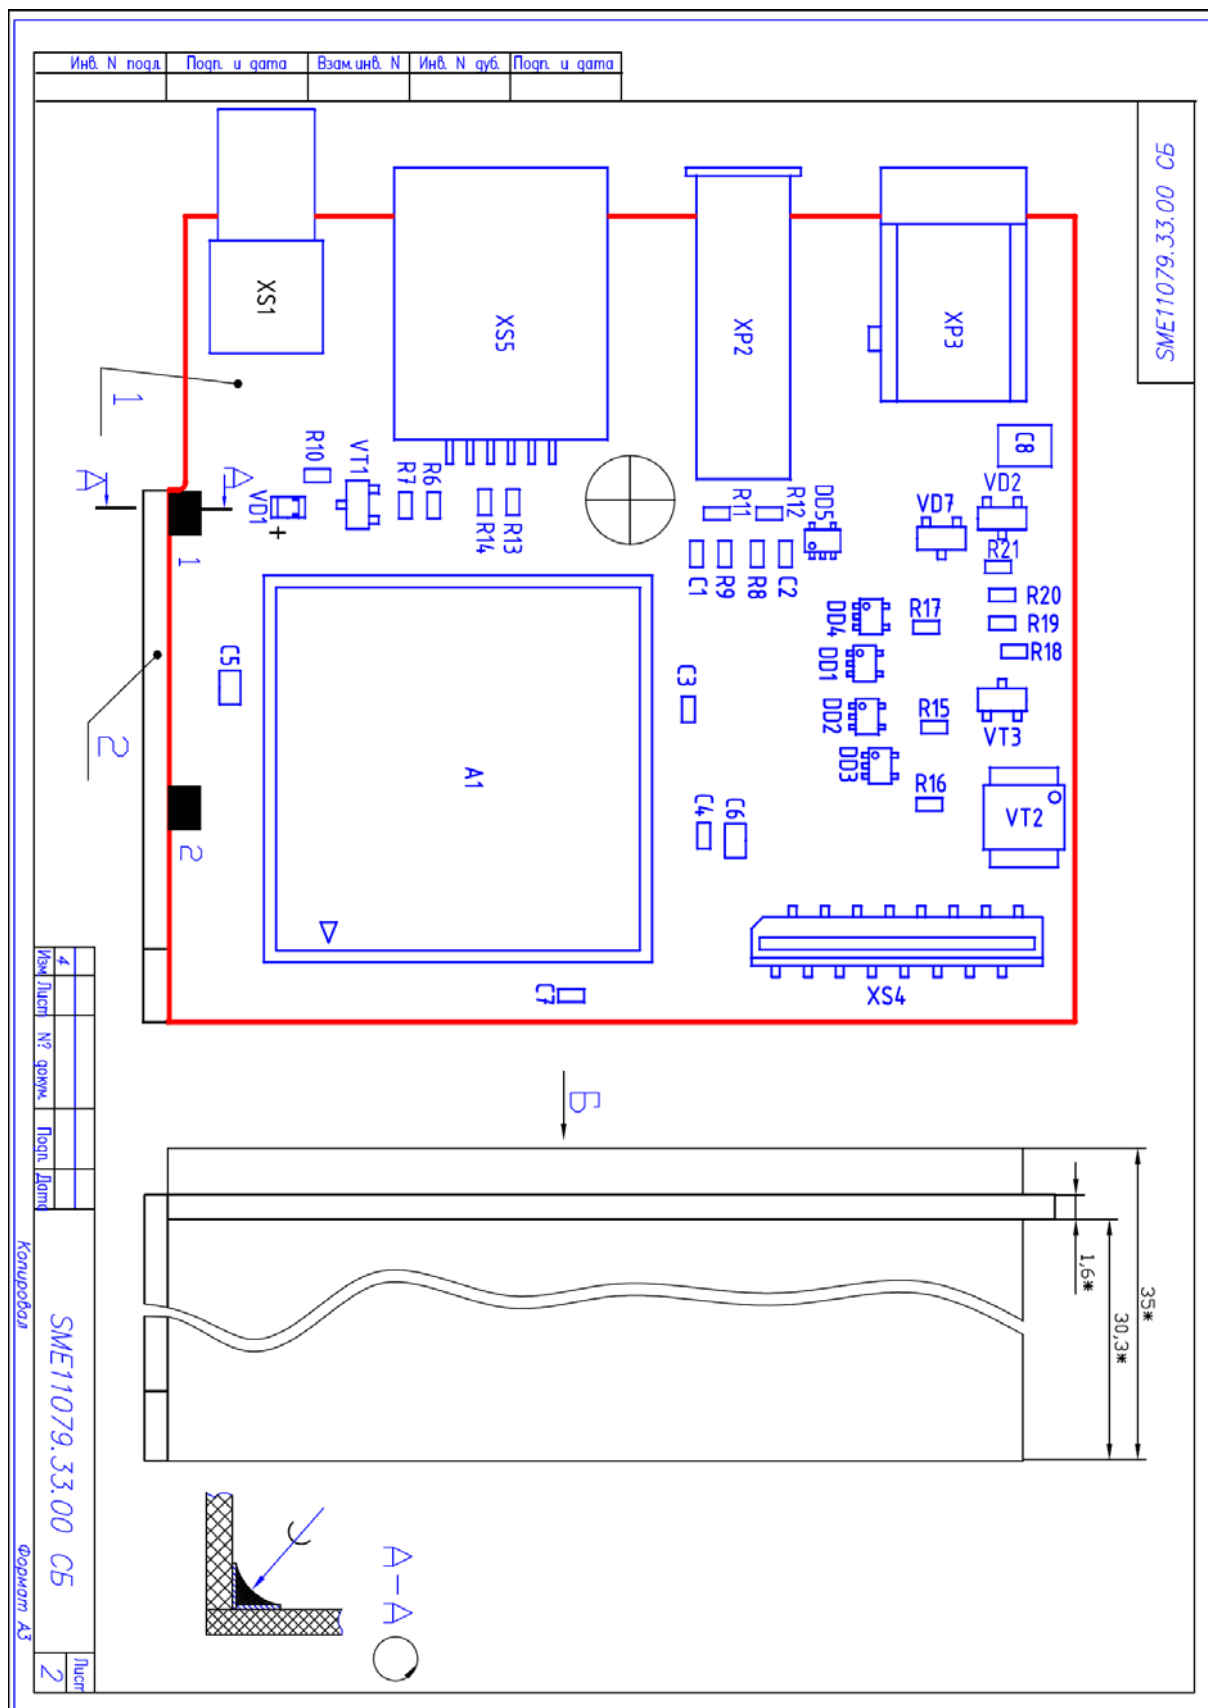 Инв. N подл.
Подп. и дата
Взам. инв. N
Инв. N дуб.
Подп. и дата
SME11079.33.00 СБ
XS1
XS5
XP2
XP3
1
C8
R10
VT1
R7
R6
R14
R13
R11
R12
DD5
VD7
VD2
А
А
VD1
+
1
C1
R9
R8
C2
R21
R20
R19
R18
DD4
R17
DD1
DD2
R15
DD3
R16
VT3
VT2
C5
C3
2
A1
C4
C6
2
XS4
C7
Б
35*
30,3*
1,6*
А-А
4
Изм
Лист
N? докум.
Подп.
Дата
SME11079.33.00 СБ
Лист
2
Копировал
Формат А3